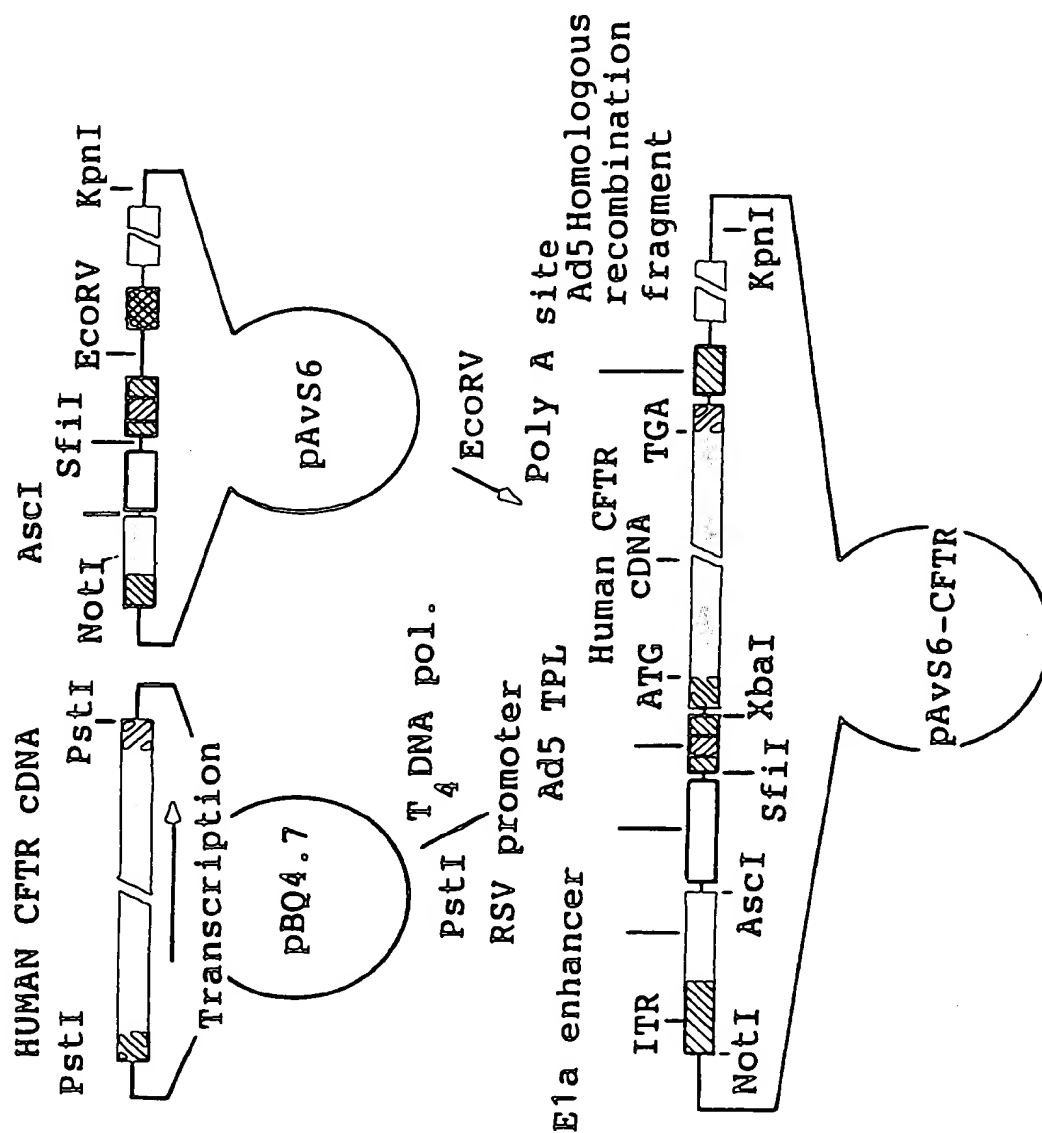 HUMAN CFTR cDNA
PstI
PstI
Transcription
pBQ4.7
PstI
T4 DNA pol.
AscI
NotI
SfiI
EcoRV
KpnI
pAvS6
EcoRV
E1a enhancer
RSV promoter
Ad5 TPL
Poly A site
Ad5 Homologous
recombination
fragment
ITR
ATG
Human CFTR
cDNA
TGA
NotI
AscI
SfiI
XbaI
KpnI
pAvS6-CFTR